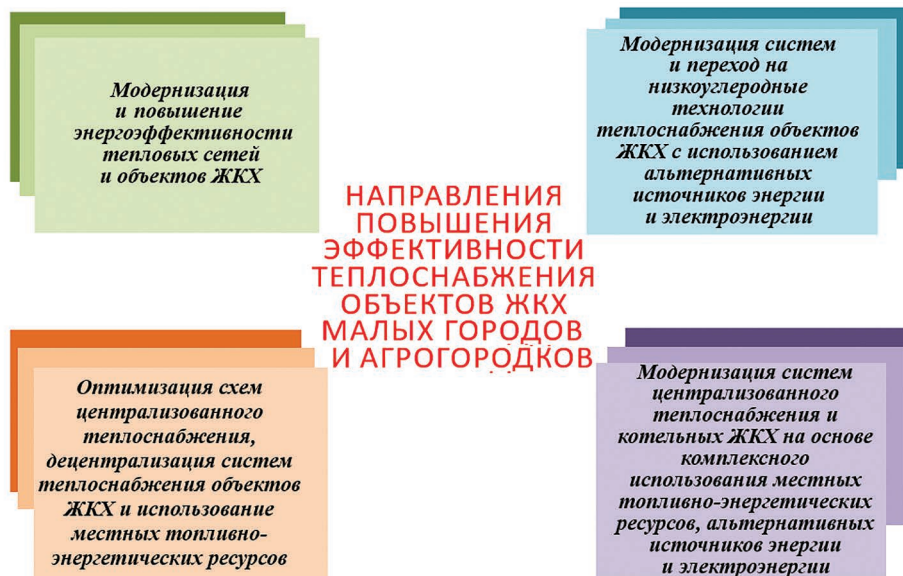 Модернизация
и повышение
энергоэффективности
тепловых сетей
и объектов ЖКХ
Модернизация систем
и переход на
низкоуглеродные
технологии
теплоснабжения объектов
ЖКХ с использованием
альтернативных
источников энергии
и электроэнергии
НАПРАВЛЕНИЯ
ПОВЫШЕНИЯ
ЭФФЕКТИВНОСТИ
ТЕПЛОСНАБЖЕНИЯ
ОБЪЕКТОВ ЖКХ
МАЛЫХ ГОРОДОВ
И АГРОГОРОДКОВ
Оптимизация схем
централизованного
теплоснабжения,
децентрализация систем
теплоснабжения объектов
ЖКХ и использование
местных топливно-
энергетических ресурсов
Модернизация систем
централизованного
теплоснабжения и
котельных ЖКХ на основе
комплексного
использования местных
топливно-энергетических
ресурсов, альтернативных
источников энергии
и электроэнергии